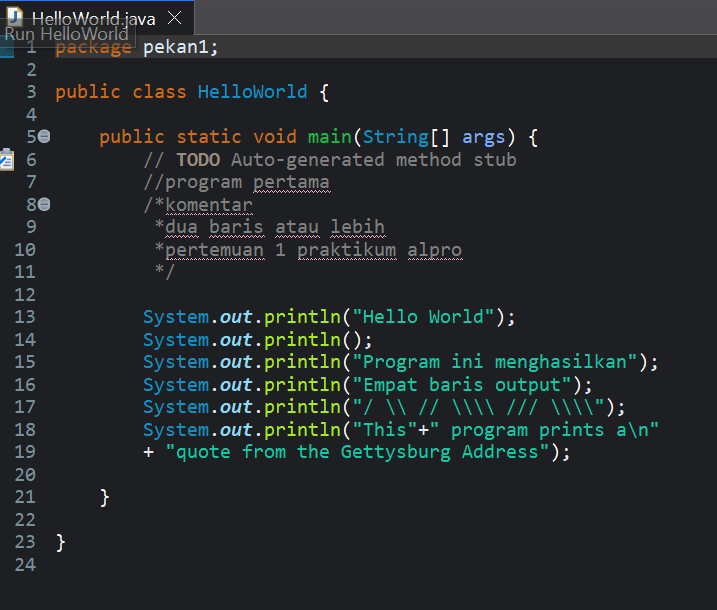 HelloWorld.java
Run HelloWorld
1 package pekan1;
2
3 public class HelloWorld {
4
5 public static void main(String[] args) {
6 // TODO Auto-generated method stub
7 //program pertama
8 /*komentar
9 *dua baris atau lebih
10 *pertemuan 1 praktikum alpro
11 */
12
13 System.out.println("Hello World");
14 System.out.println();
15 System.out.println("Program ini menghasilkan");
16 System.out.println("Empat baris output");
17 System.out.println("/ \\ // \\\\ /// \\\\");
18 System.out.println("This"+" program prints a\n"
19 + "quote from the Gettysburg Address");
20
21 }
22
23 }
24